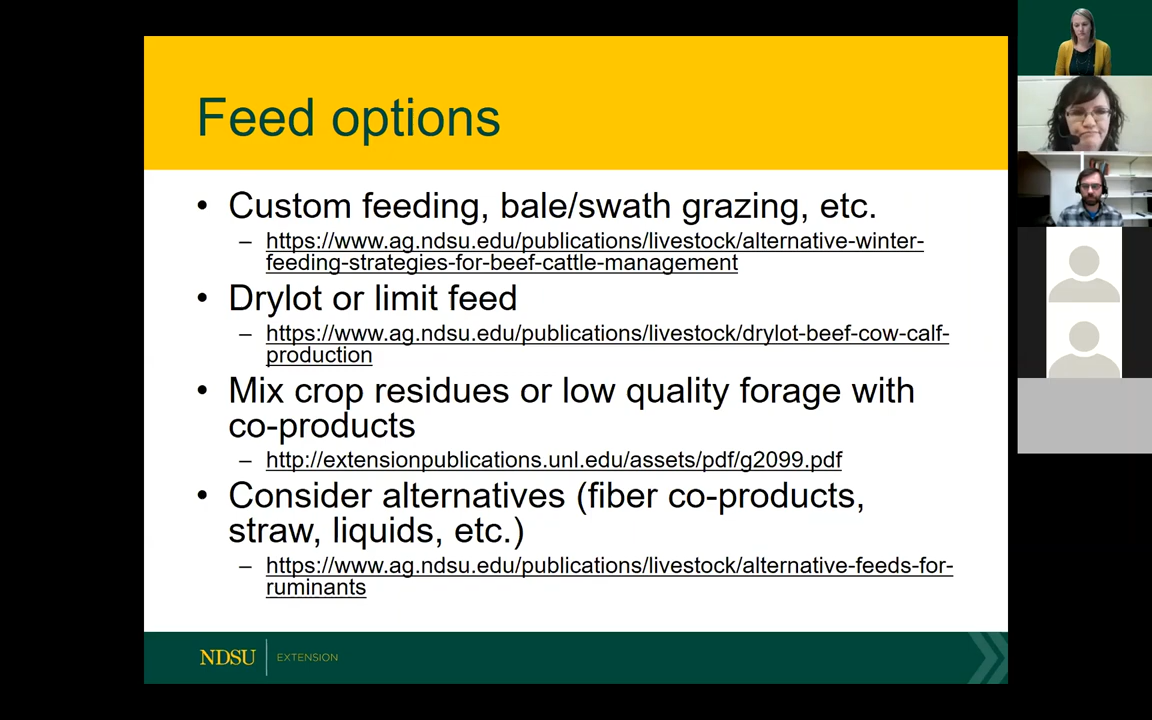 Feed options
• Custom feeding, bale/swath grazing, etc.
– https://www.ag.ndsu.edu/publications/livestock/alternative-winter-
feeding-strategies-for-beef-cattle-management
• Drylot or limit feed
– https://www.ag.ndsu.edu/publications/livestock/drylot-beef-cow-calf-
production
• Mix crop residues or low quality forage with
co-products
– http://extensionpublications.unl.edu/assets/pdf/g2099.pdf
• Consider alternatives (fiber co-products,
straw, liquids, etc.)
– https://www.ag.ndsu.edu/publications/livestock/alternative-feeds-for-
ruminants
NDSU EXTENSION